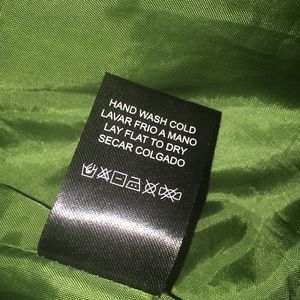 HAND WASH COLD
LAVAR FRIO A MANO
LAY FLAT TO DRY
SECAR COLGADO